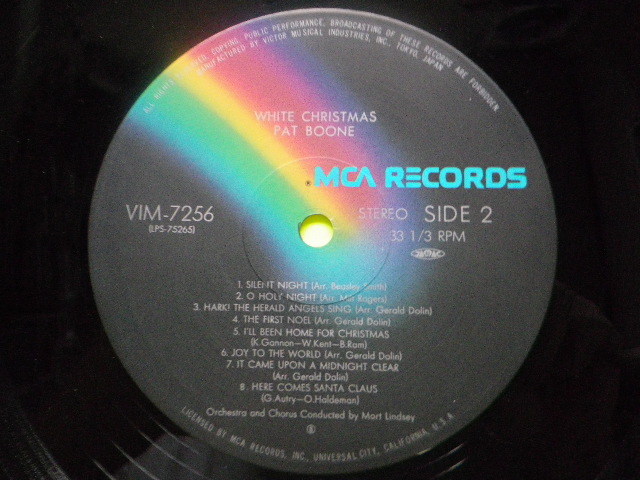 ALL RIGHTS RESERVED. COPYING, PUBLIC PERFORMANCE, BROADCASTING OF THESE RECORDS ARE FORBIDDEN
MANUFACTURED BY VICTOR MUSICAL INDUSTRIES, INC., TOKYO, JAPAN
WHITE CHRISTMAS
PAT BOONE
MCA RECORDS
VIM-7256
(LPS-75265)
STEREO SIDE 2
33 1/3 RPM
1. SILENT NIGHT (Arr. Beasley Smith)
2. O HOLY NIGHT (Arr. Milt Rogers)
3. HARK! THE HERALD ANGELS SING (Arr. Gerald Dolin)
4. THE FIRST NOEL (Arr. Gerald Dolin)
5. I'LL BEEN HOME FOR CHRISTMAS
(K.Gannon—W.Kent—B.Ram)
6. JOY TO THE WORLD (Arr. Gerald Dolin)
7. IT CAME UPON A MIDNIGHT CLEAR
(Arr. Gerald Dolin)
8. HERE COMES SANTA CLAUS
(G.Autry—O.Haldeman)
Orchestra and Chorus Conducted by Mort Lindsey
LICENSED BY MCA RECORDS, INC., UNIVERSAL CITY, CALIFORNIA, U.S.A.